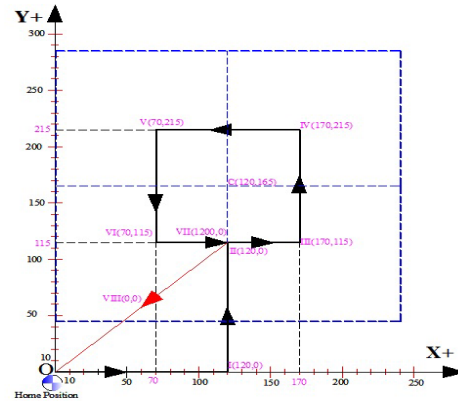 Y+
300
250
V(70,215)
IV(170,215)
215
200
C(120,165)
150
VI(70,115)
VII(1200,0)
115
II(120,0)
III(170,115)
100
VIII(0,0)
50
10
I(120,0)
X+
O
10
50
70
100
150
170
200
250
Home Position